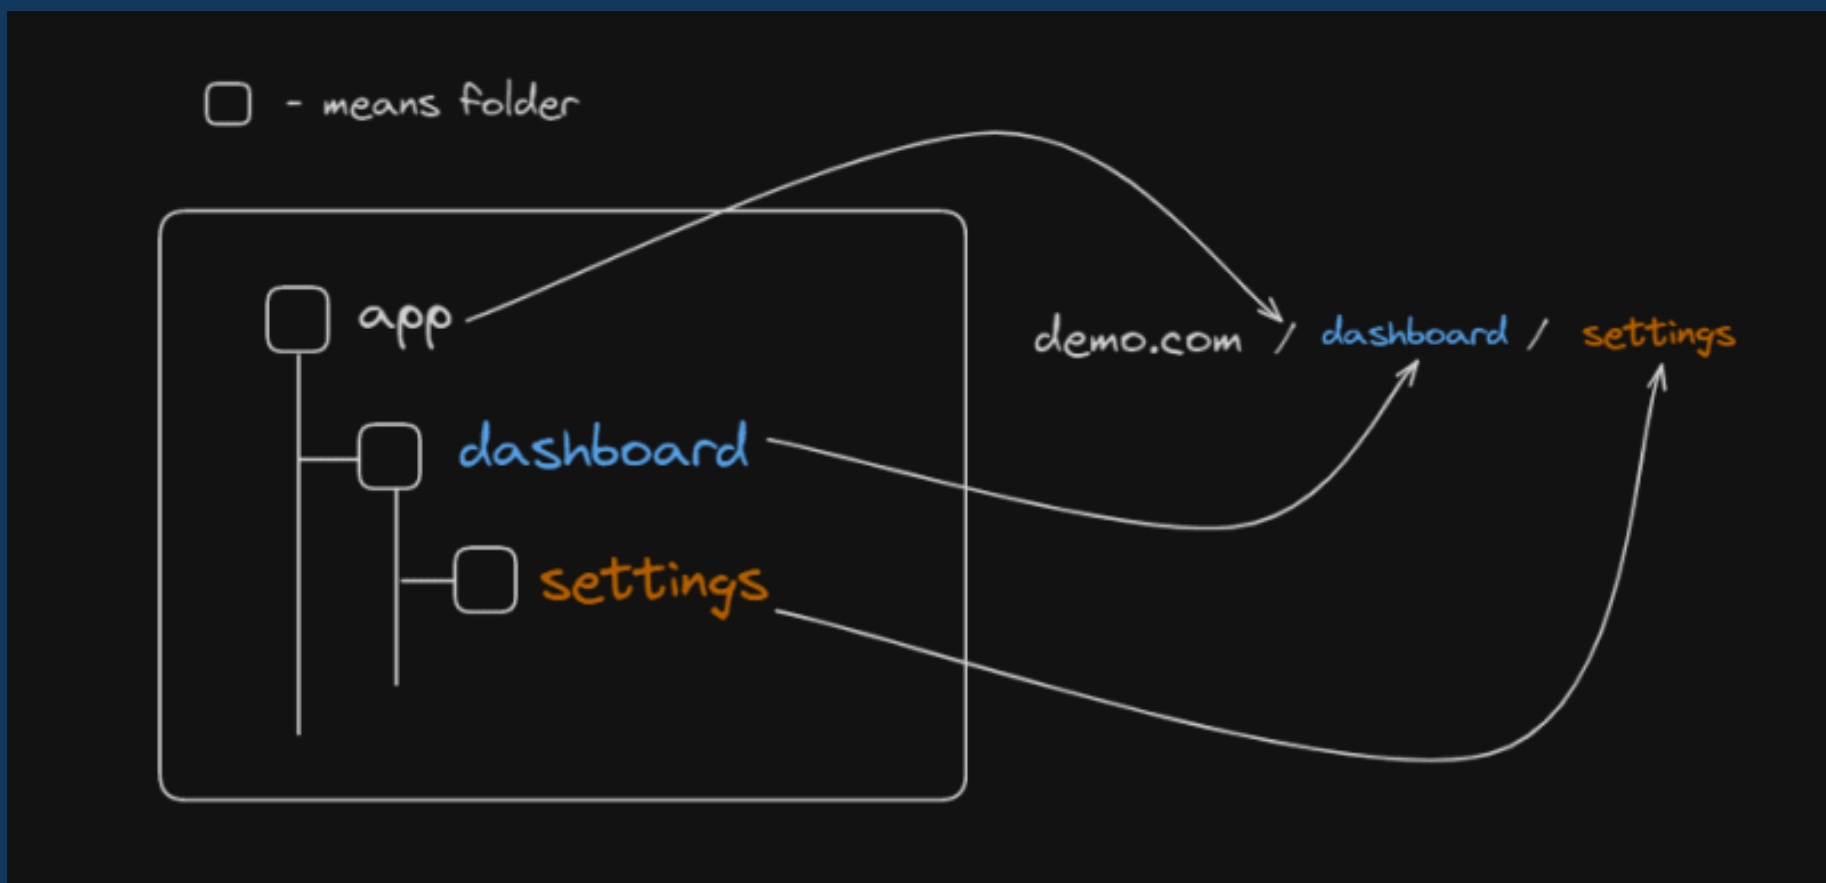 - means folder
app
demo.com / dashboard / settings
dashboard
settings